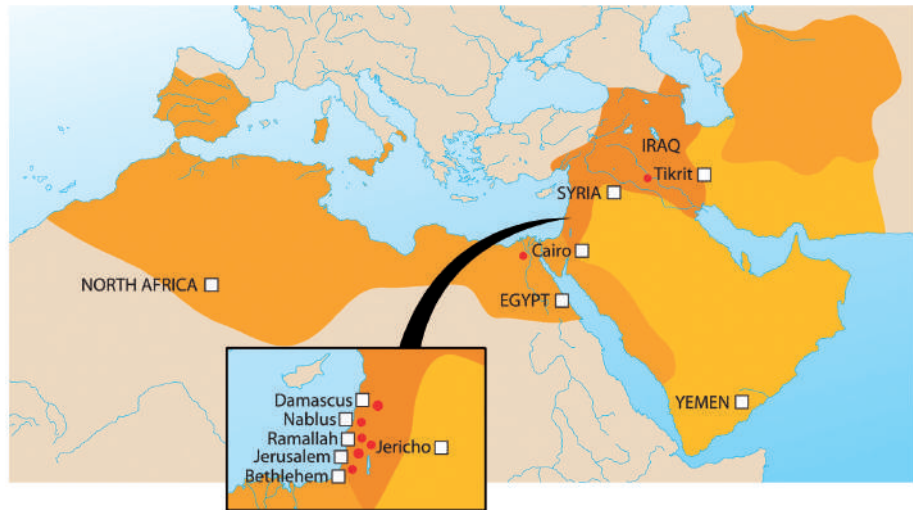 IRAQ
Tikrit
SYRIA
Cairo
NORTH AFRICA
EGYPT
YEMEN
Damascus
Nablus
Ramallah
Jericho
Jerusalem
Bethlehem